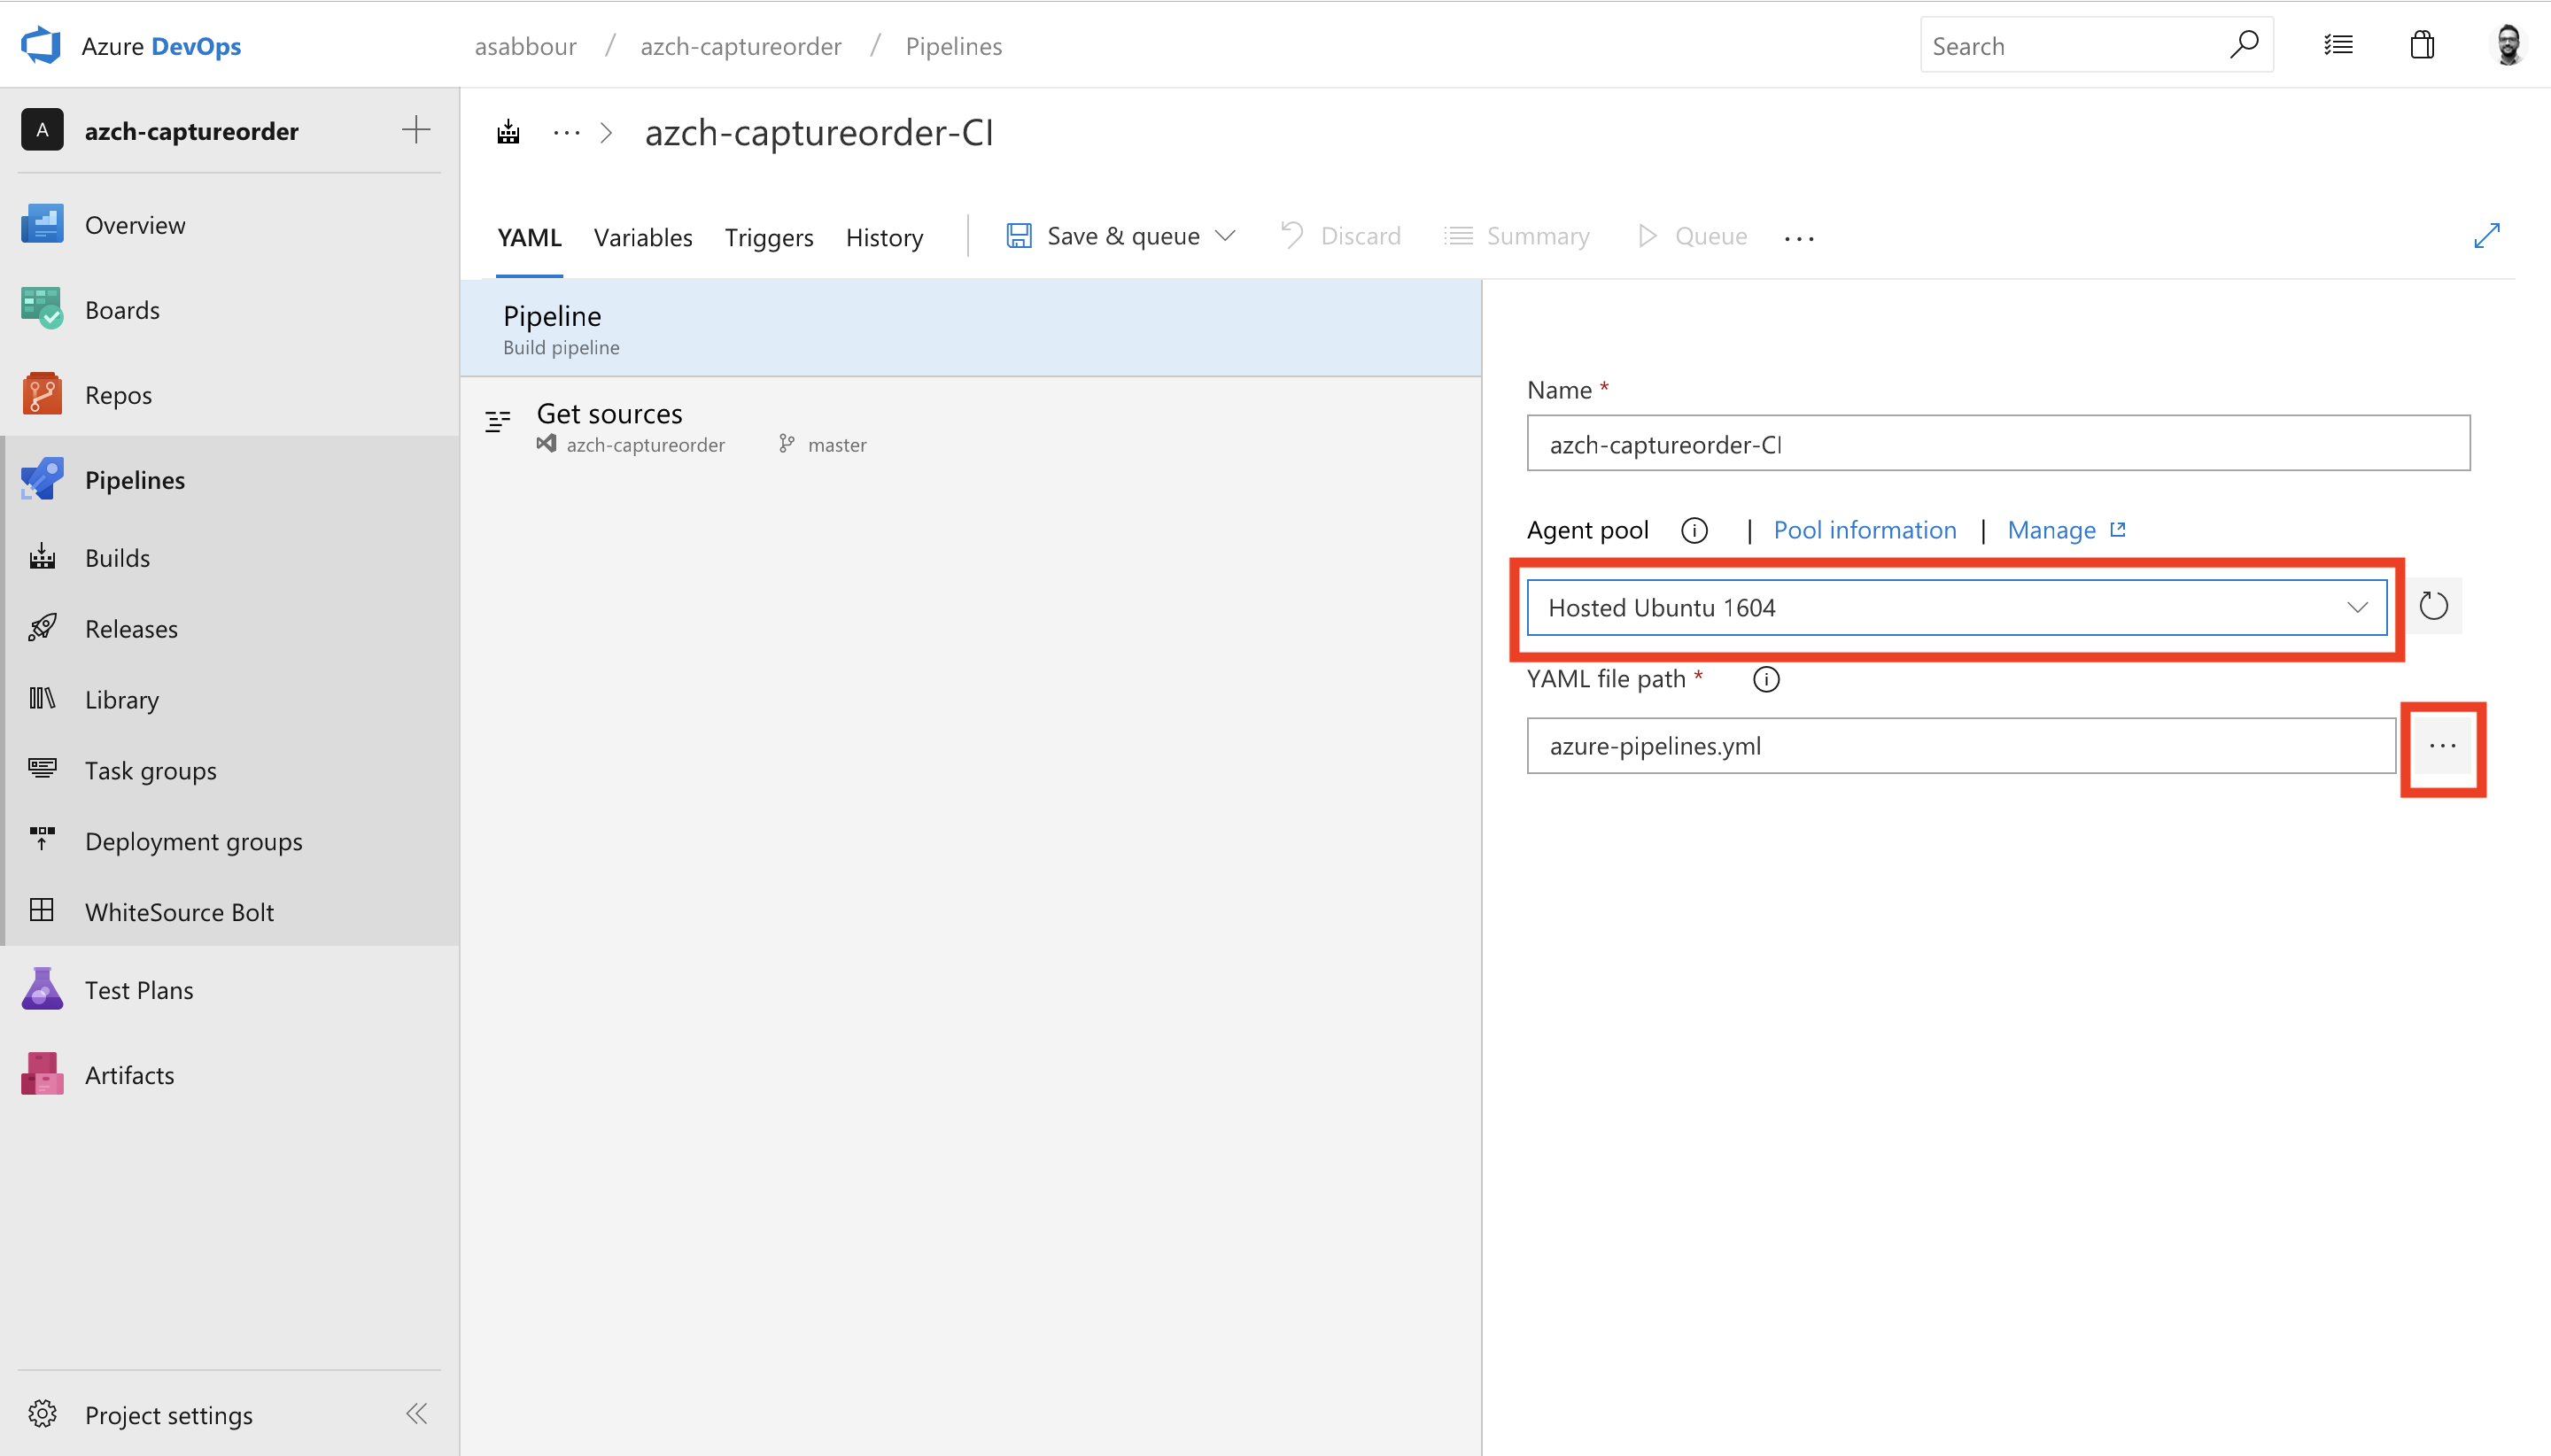 Azure DevOps
asabbour / azch-captureorder / Pipelines
Search
A azch-captureorder
Overview
Boards
Repos
Pipelines
Builds
Releases
Library
Task groups
Deployment groups
WhiteSource Bolt
Test Plans
Artifacts
Project settings
... > azch-captureorder-CI
YAML Variables Triggers History | Save & queue Discard Summary Queue ...
Pipeline
Build pipeline
Get sources
azch-captureorder master
Name *
azch-captureorder-CI
Agent pool | Pool information | Manage
Hosted Ubuntu 1604
YAML file path *
azure-pipelines.yml ...